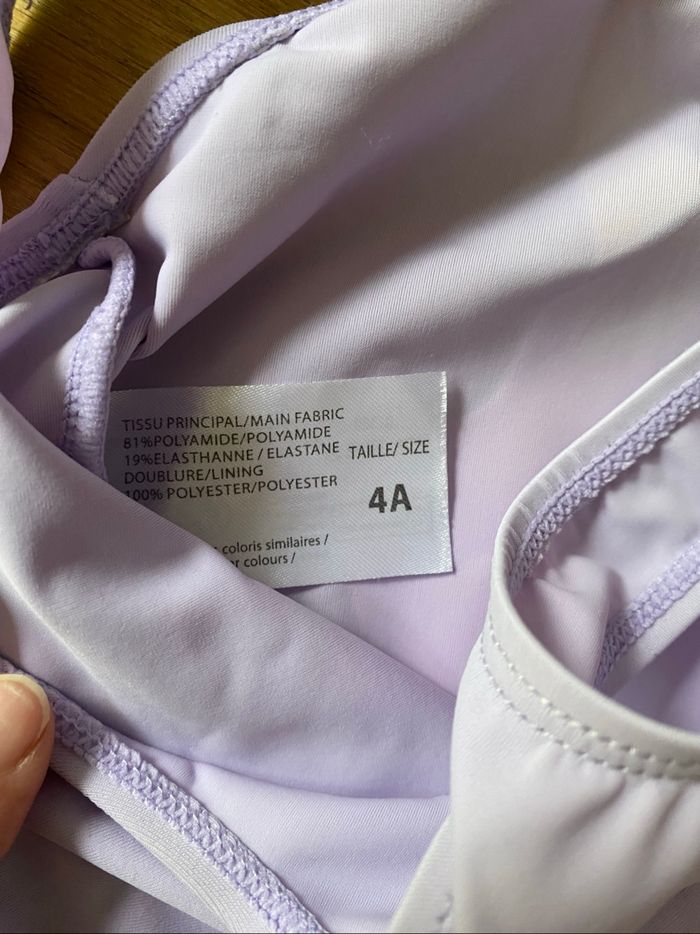 TISSU PRINCIPAL/MAIN FABRIC
81%POLYAMIDE/POLYAMIDE
19%ELASTHANNE / ELASTANE
DOUBLURE/LINING
100% POLYESTER/POLYESTER
TAILLE/ SIZE
4A
coloris similaires /
colours /